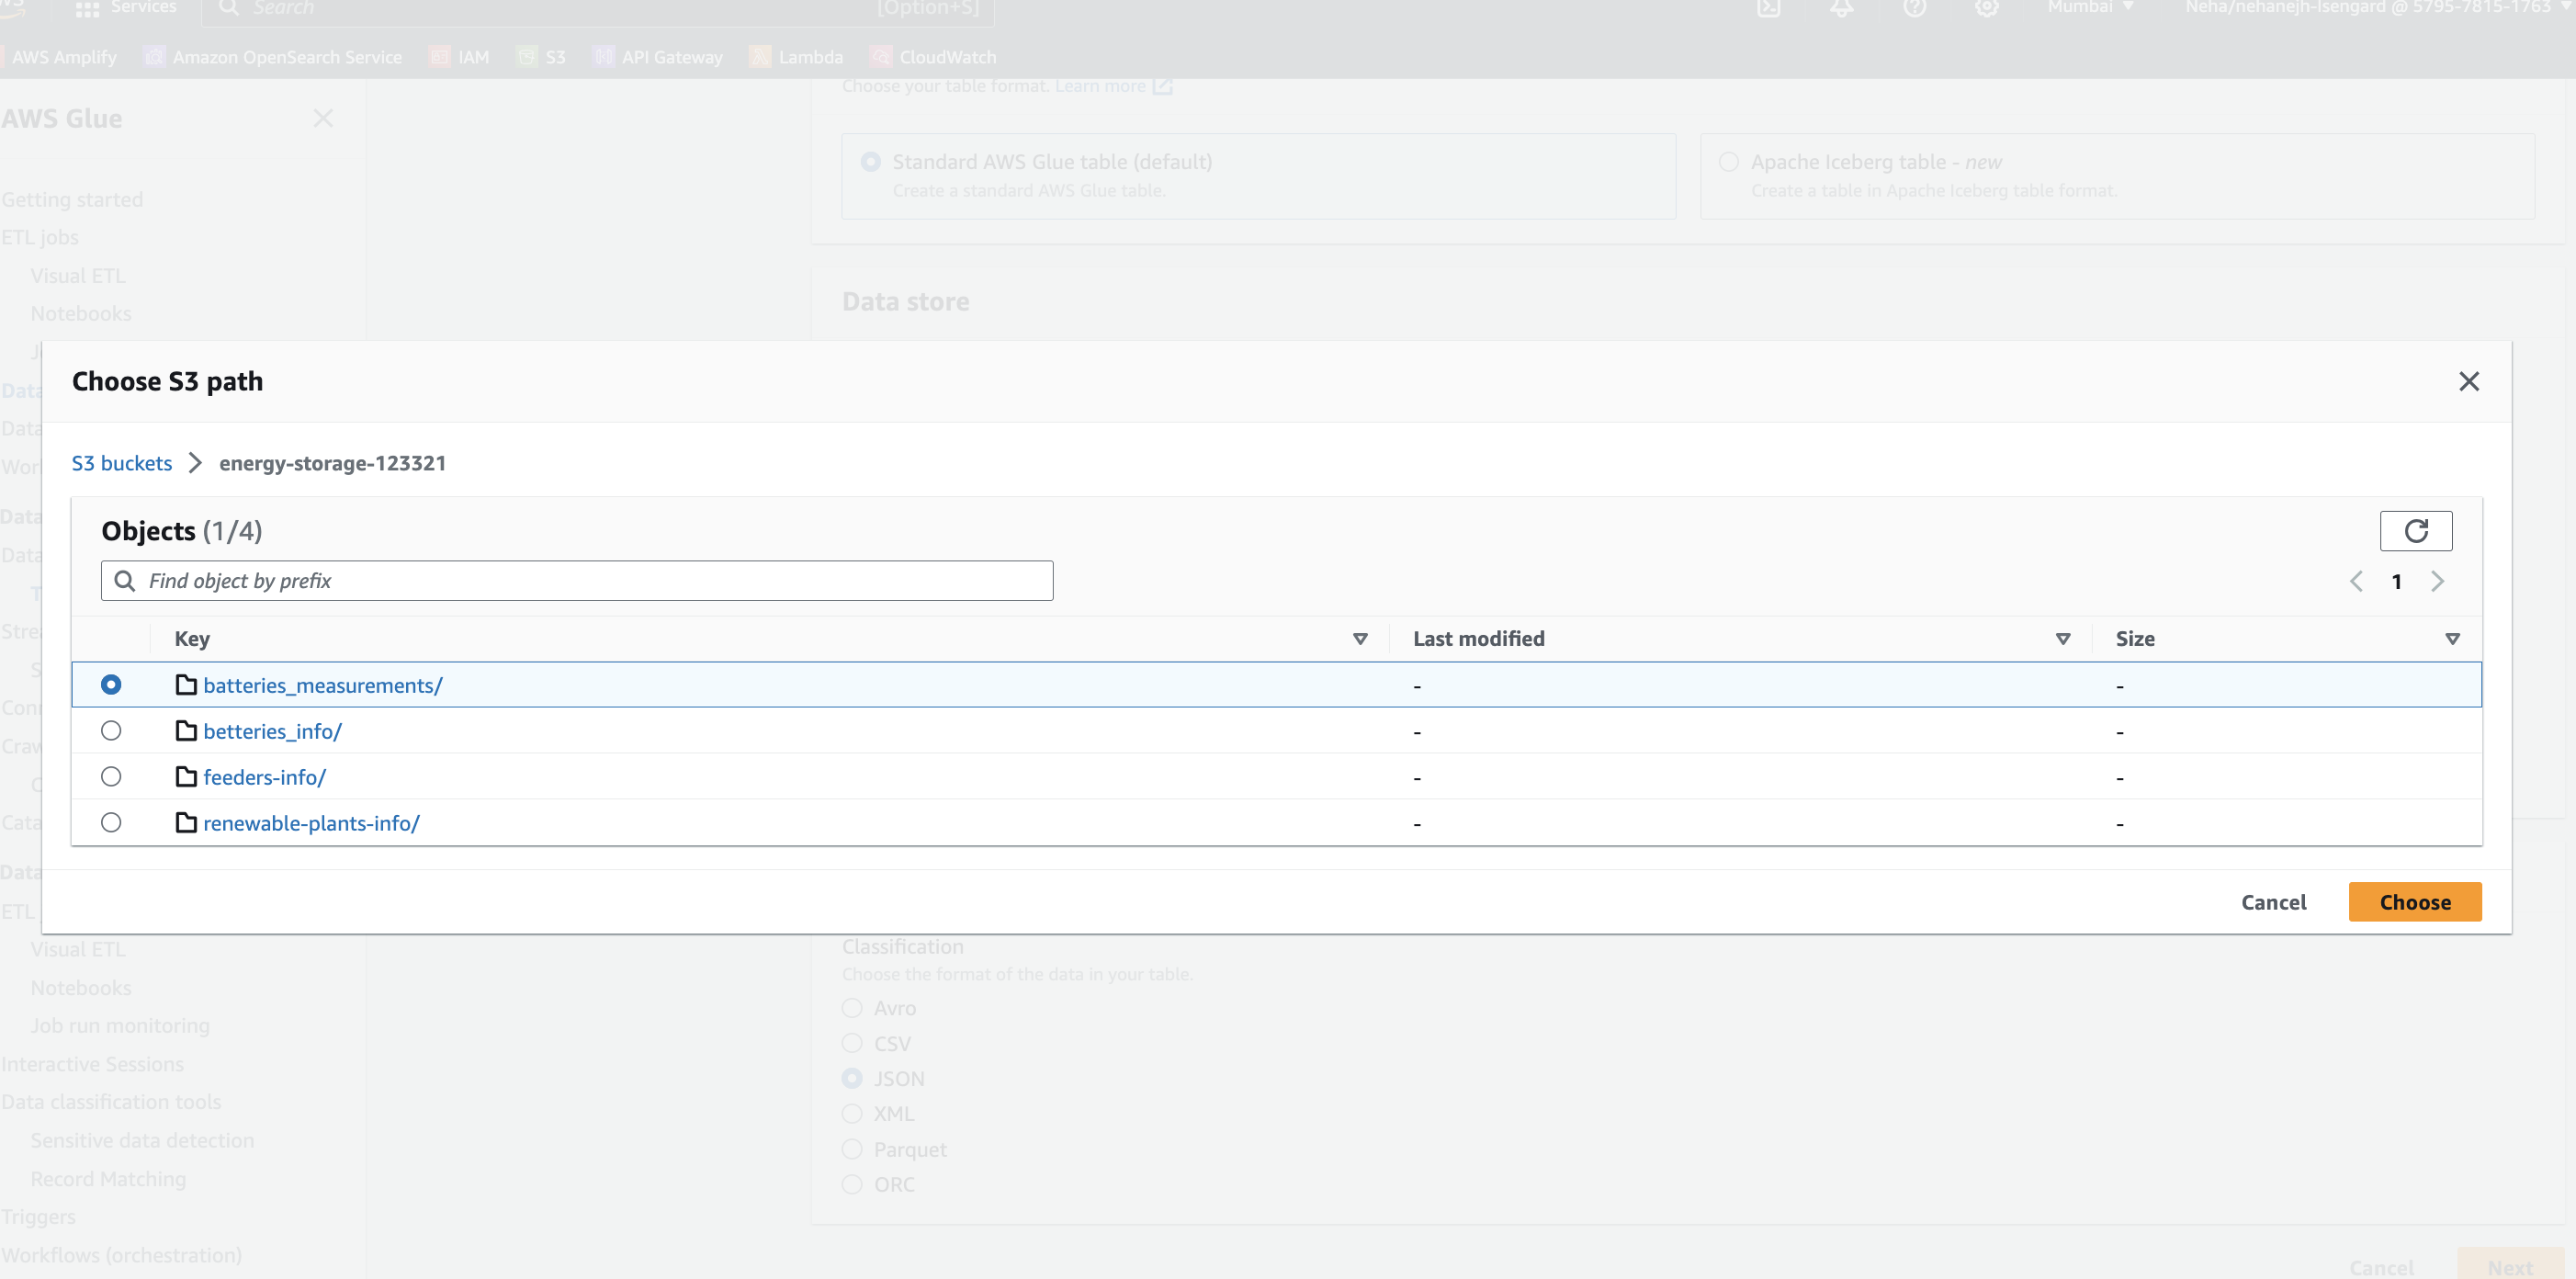 Services
Search
[Option+S]
Mumbai
Neha/nehanejh-Isengard @ 5795-7815-1763
AWS Amplify
Amazon OpenSearch Service
IAM
S3
API Gateway
Lambda
CloudWatch
AWS Glue
Getting started
ETL jobs
Visual ETL
Notebooks
Choose your table format. Learn more
Standard AWS Glue table (default)
Create a standard AWS Glue table.
Apache Iceberg table - new
Create a table in Apache Iceberg table format.
Data store
Choose S3 path
S3 buckets
energy-storage-123321
Objects (1/4)
Find object by prefix
1
Key
Last modified
Size
batteries_measurements/
-
-
betteries_info/
-
-
feeders-info/
-
-
renewable-plants-info/
-
-
Cancel
Choose
Visual ETL
Notebooks
Job run monitoring
Interactive Sessions
Data classification tools
Sensitive data detection
Record Matching
Triggers
Workflows (orchestration)
Classification
Choose the format of the data in your table.
Avro
CSV
JSON
XML
Parquet
ORC
Cancel
Next